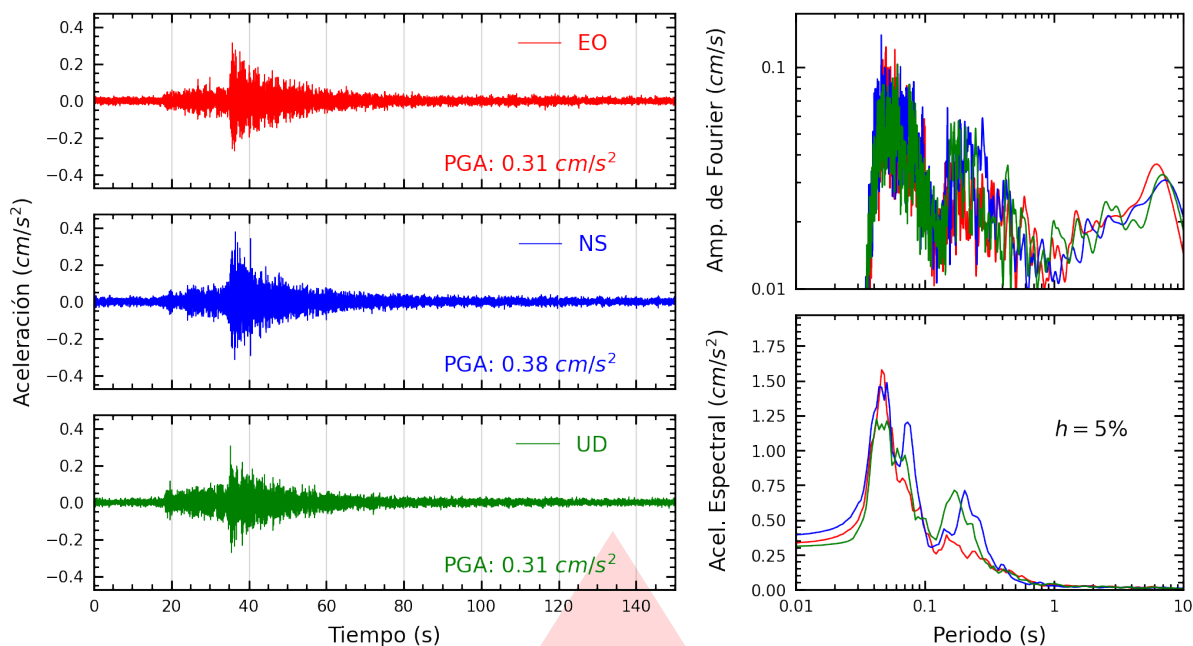 Aceleración (cm/s²)
0.4
0.2
0.0
−0.2
−0.4
EO
PGA: 0.31 cm/s²
0.4
0.2
0.0
−0.2
−0.4
NS
PGA: 0.38 cm/s²
0.4
0.2
0.0
−0.2
−0.4
UD
PGA: 0.31 cm/s²
0 20 40 60 80 100 120 140
Tiempo (s)
Amp. de Fourier (cm/s)
0.1
0.01
Acel. Espectral (cm/s²)
1.75
1.50
1.25
1.00
0.75
0.50
0.25
0.00
h = 5%
0.01 0.1 1 10
Periodo (s)